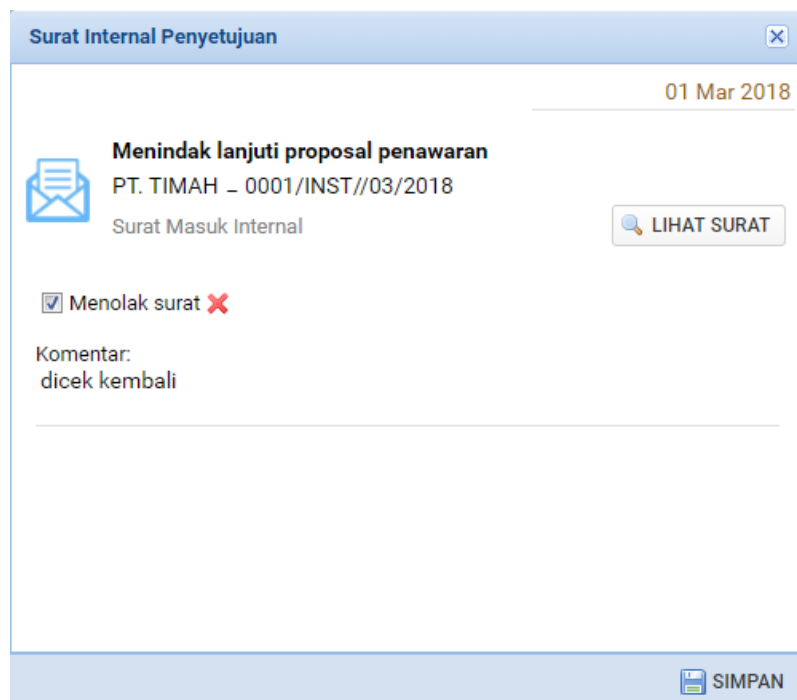 Surat Internal Penyetujuan
01 Mar 2018
Menindak lanjuti proposal penawaran
PT. TIMAH – 0001/INST//03/2018
Surat Masuk Internal
LIHAT SURAT
Menolak surat
Komentar:
dicek kembali
SIMPAN